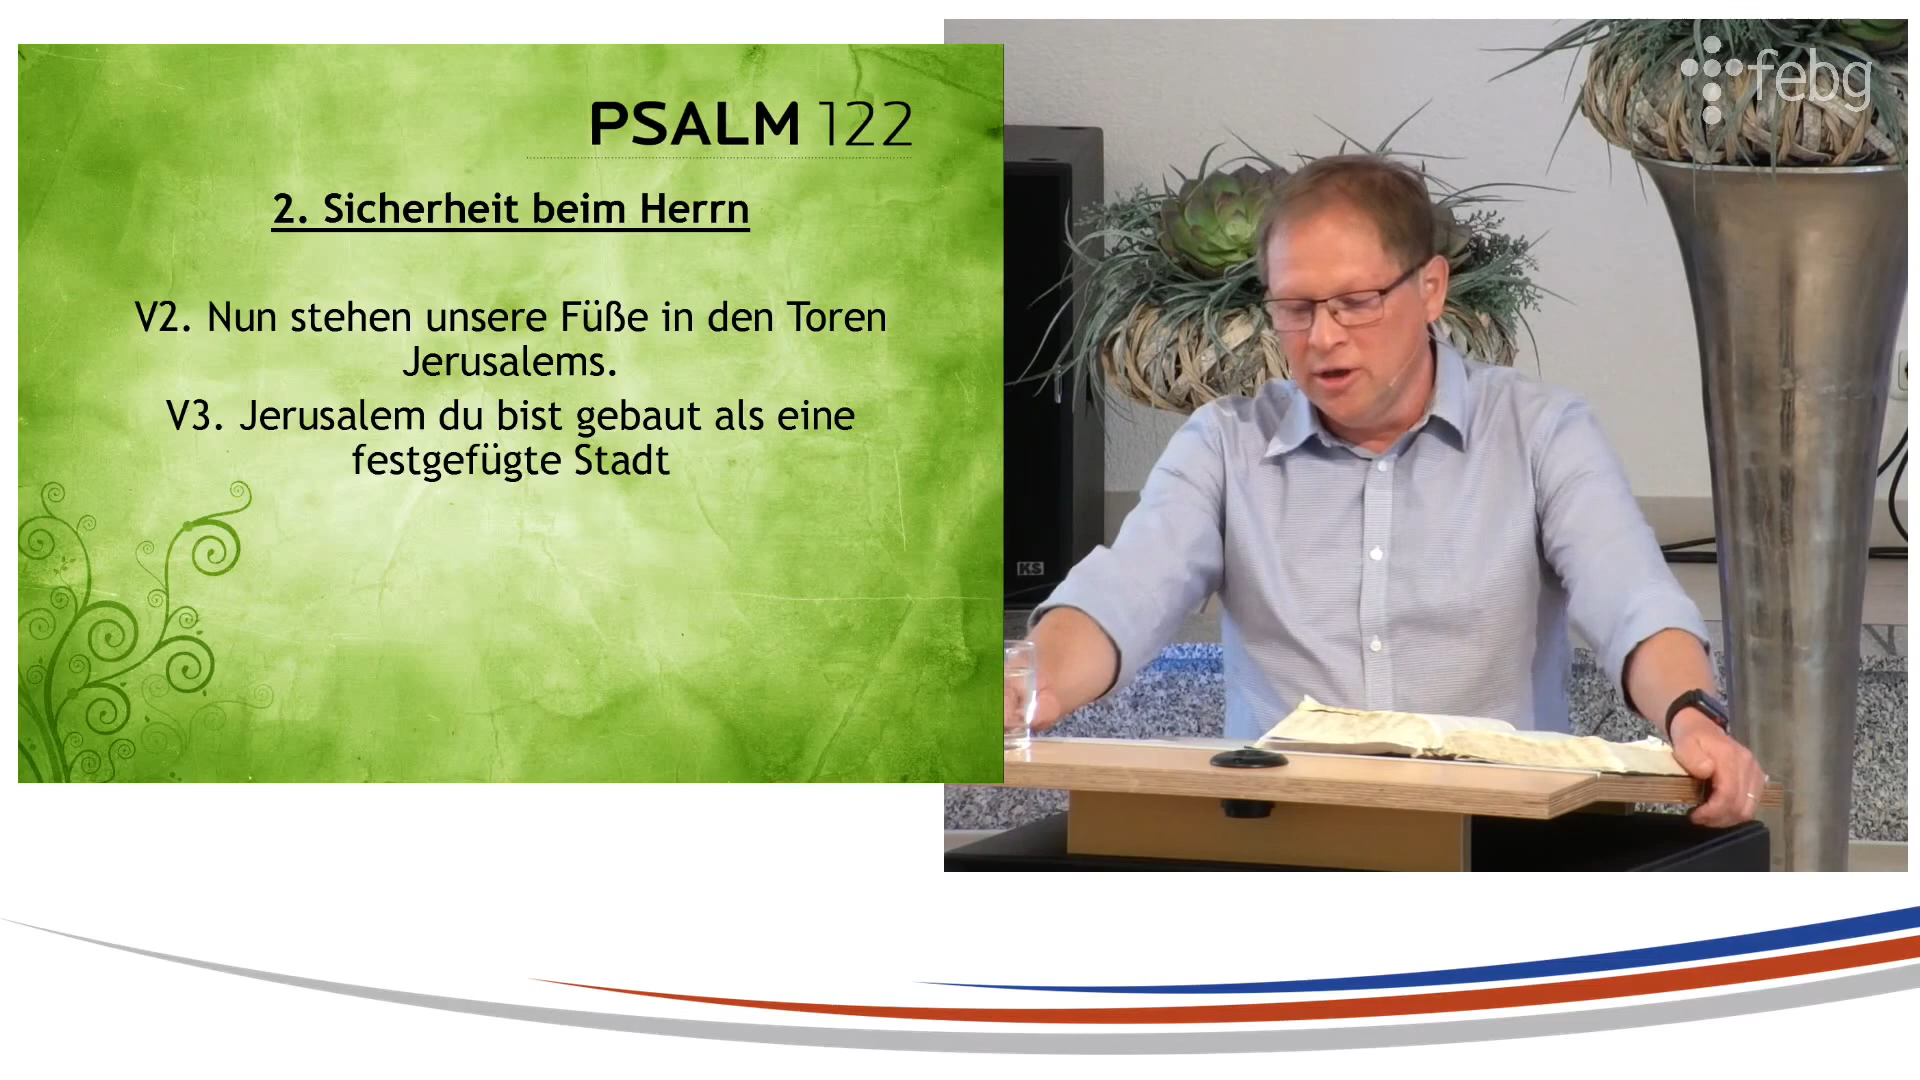 PSALM 122
2. Sicherheit beim Herrn
V2. Nun stehen unsere Füße in den Toren
Jerusalems.
V3. Jerusalem du bist gebaut als eine
festgefügte Stadt
febg
KS